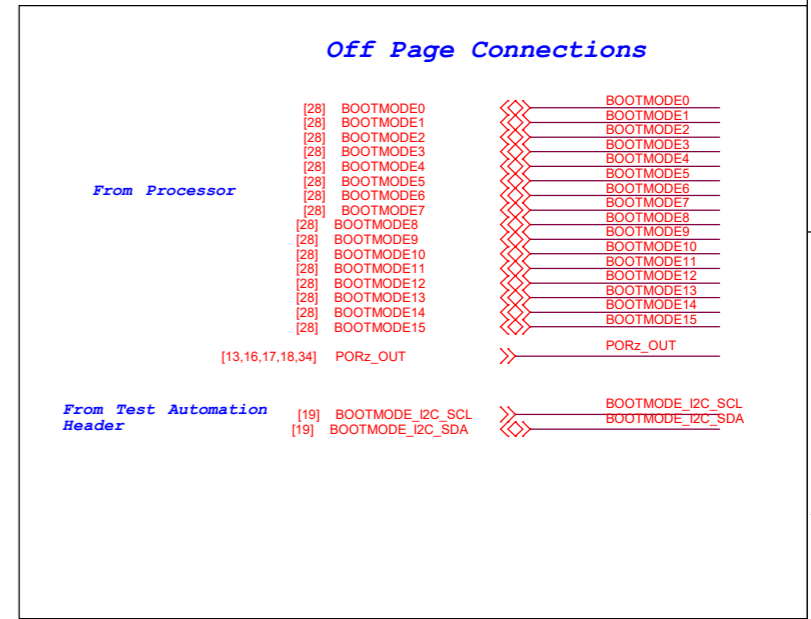 Off Page Connections
[28] BOOTMODE0 BOOTMODE0
[28] BOOTMODE1 BOOTMODE1
[28] BOOTMODE2 BOOTMODE2
[28] BOOTMODE3 BOOTMODE3
[28] BOOTMODE4 BOOTMODE4
[28] BOOTMODE5 BOOTMODE5
From Processor [28] BOOTMODE6 BOOTMODE6
[28] BOOTMODE7 BOOTMODE7
[28] BOOTMODE8 BOOTMODE8
[28] BOOTMODE9 BOOTMODE9
[28] BOOTMODE10 BOOTMODE10
[28] BOOTMODE11 BOOTMODE11
[28] BOOTMODE12 BOOTMODE12
[28] BOOTMODE13 BOOTMODE13
[28] BOOTMODE14 BOOTMODE14
[28] BOOTMODE15 BOOTMODE15
[13,16,17,18,34] PORz_OUT PORz_OUT
From Test Automation [19] BOOTMODE_I2C_SCL BOOTMODE_I2C_SCL
Header [19] BOOTMODE_I2C_SDA BOOTMODE_I2C_SDA